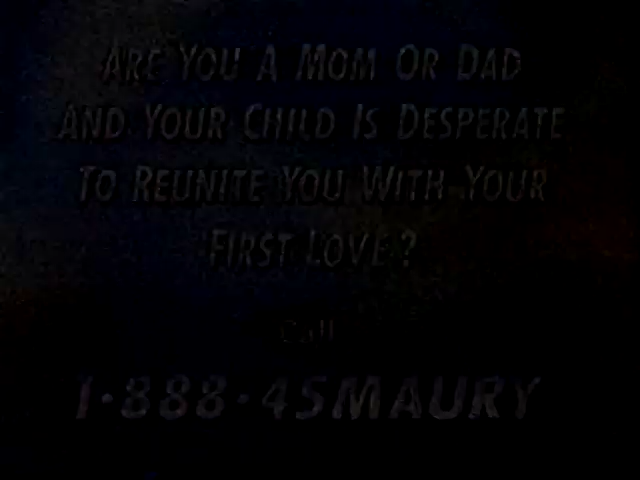 Are You A Mom Or Dad
And Your Child Is Desperate
To Reunite You With Your
First Love?
Call
1-888-45MAURY